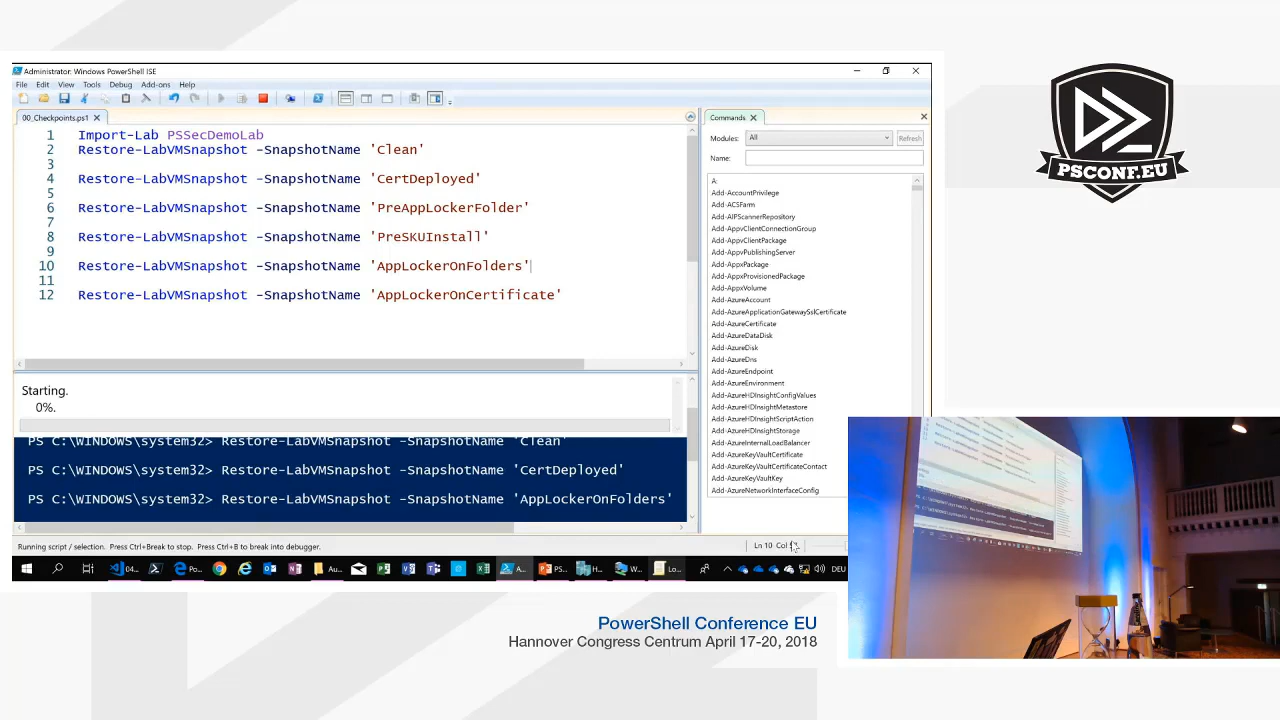 Administrator: Windows PowerShell ISE
File Edit View Tools Debug Add-ons Help
00_Checkpoints.ps1
1 Import-Lab PSSecDemoLab
2 Restore-LabVMSnapshot -SnapshotName 'Clean'
3
4 Restore-LabVMSnapshot -SnapshotName 'CertDeployed'
5
6 Restore-LabVMSnapshot -SnapshotName 'PreAppLockerFolder'
7
8 Restore-LabVMSnapshot -SnapshotName 'PreSKUInstall'
9
10 Restore-LabVMSnapshot -SnapshotName 'AppLockerOnFolders'
11
12 Restore-LabVMSnapshot -SnapshotName 'AppLockerOnCertificate'
Starting.
0%.
PS C:\WINDOWS\system32> Restore-LabVMSnapshot -SnapshotName 'Clean'
PS C:\WINDOWS\system32> Restore-LabVMSnapshot -SnapshotName 'CertDeployed'
PS C:\WINDOWS\system32> Restore-LabVMSnapshot -SnapshotName 'AppLockerOnFolders'
Running script / selection. Press Ctrl+Break to stop. Press Ctrl+B to break into debugger.
Ln 10 Col
Commands
Modules: All Refresh
Name:
A:
Add-AccountPrivilege
Add-ACSFarm
Add-AIPScannerRepository
Add-AppvClientConnectionGroup
Add-AppvClientPackage
Add-AppvPublishingServer
Add-AppxPackage
Add-AppxProvisionedPackage
Add-AppxVolume
Add-AzureAccount
Add-AzureApplicationGatewaySslCertificate
Add-AzureCertificate
Add-AzureDataDisk
Add-AzureDisk
Add-AzureDns
Add-AzureEndpoint
Add-AzureEnvironment
Add-AzureHDInsightConfigValues
Add-AzureHDInsightMetastore
Add-AzureHDInsightScriptAction
Add-AzureHDInsightStorage
Add-AzureInternalLoadBalancer
Add-AzureKeyVaultCertificate
Add-AzureKeyVaultCertificateContact
Add-AzureKeyVaultKey
Add-AzureNetworkInterfaceConfig
04... Po... Au... A... PS... H... W... Lo... DEU
PSCONF.EU
PowerShell Conference EU
Hannover Congress Centrum April 17-20, 2018